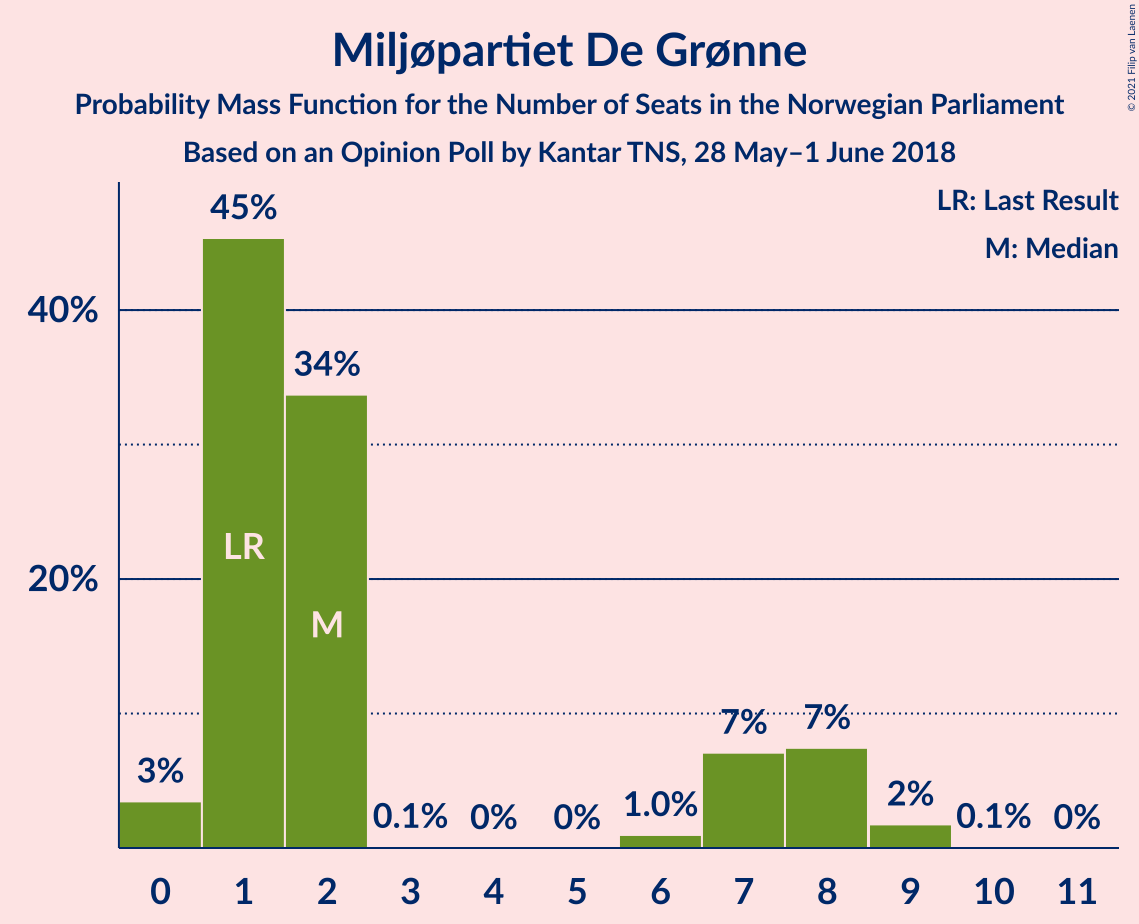 Miljøpartiet De Grønne
Probability Mass Function for the Number of Seats in the Norwegian Parliament
Based on an Opinion Poll by Kantar TNS, 28 May–1 June 2018
© 2021 Filip van Laenen
LR: Last Result
M: Median
45%
40%
34%
LR
20%
M
7%
7%
3%
2%
1.0%
0.1%
0%
0%
0.1%
0%
0 1 2 3 4 5 6 7 8 9 10 11